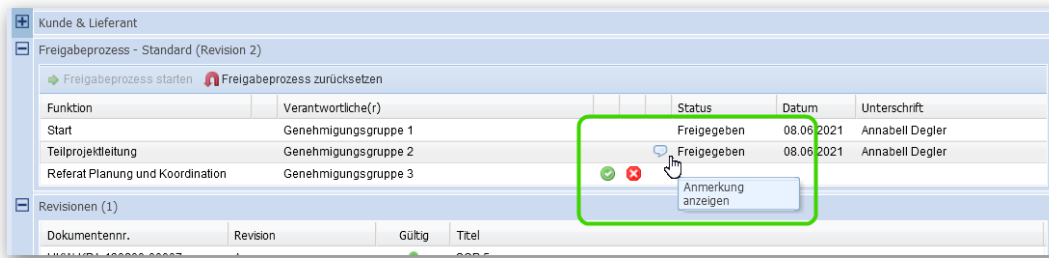 Kunde & Lieferant
Freigabeprozess - Standard (Revision 2)
Freigabeprozess starten Freigabeprozess zurücksetzen
Funktion Verantwortliche(r) Status Datum Unterschrift
Start Genehmigungsgruppe 1 Freigegeben 08.06.2021 Annabell Degler
Teilprojektleitung Genehmigungsgruppe 2 Freigegeben 08.06.2021 Annabell Degler
Referat Planung und Koordination Genehmigungsgruppe 3
Anmerkung
anzeigen
Revisionen (1)
Dokumentennr. Revision Gültig Titel